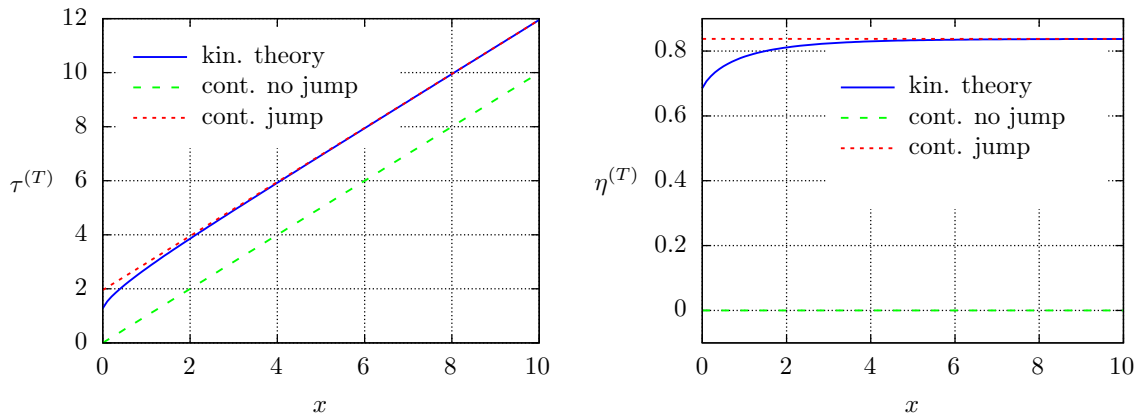 12
10
8
6
4
2
0
τ(T)
kin. theory
cont. no jump
cont. jump
0 2 4 6 8 10
x
0.8
0.6
0.4
0.2
0
η(T)
kin. theory
cont. no jump
cont. jump
0 2 4 6 8 10
x